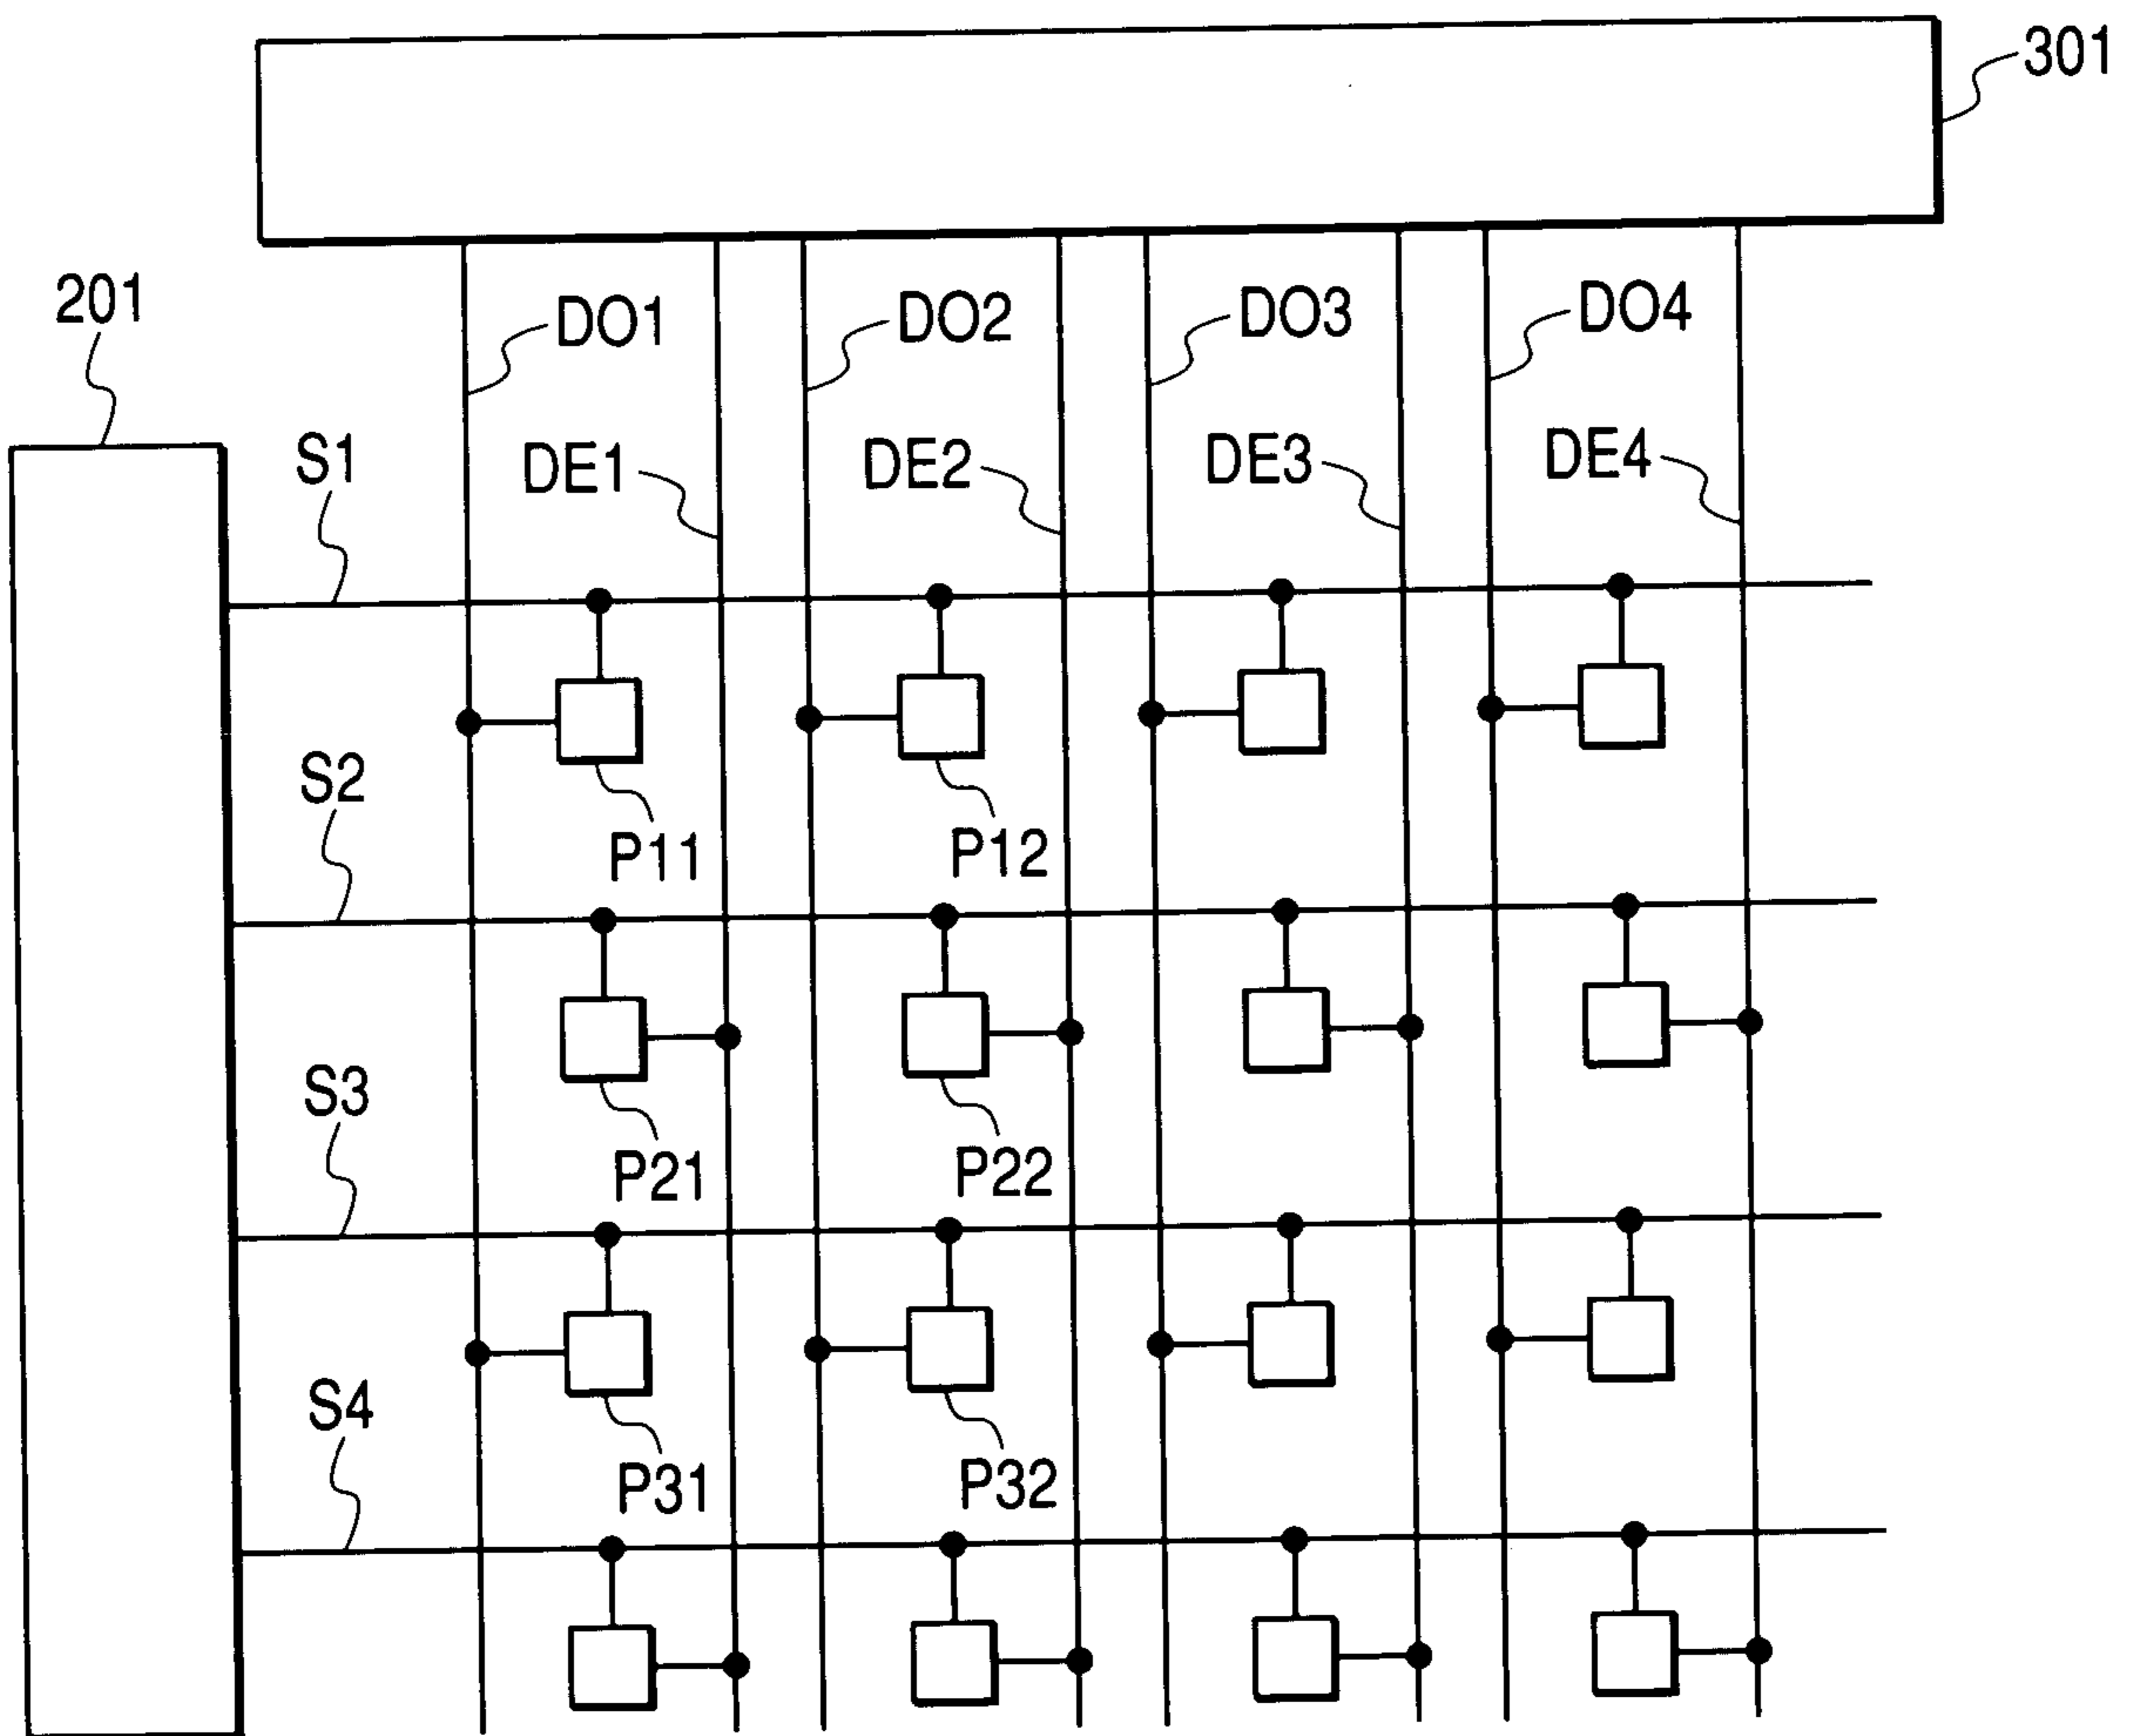 301
201
DO1
DO2
DO3
DO4
S1
DE1
DE2
DE3
DE4
S2
P11
P12
S3
P21
P22
S4
P31
P32